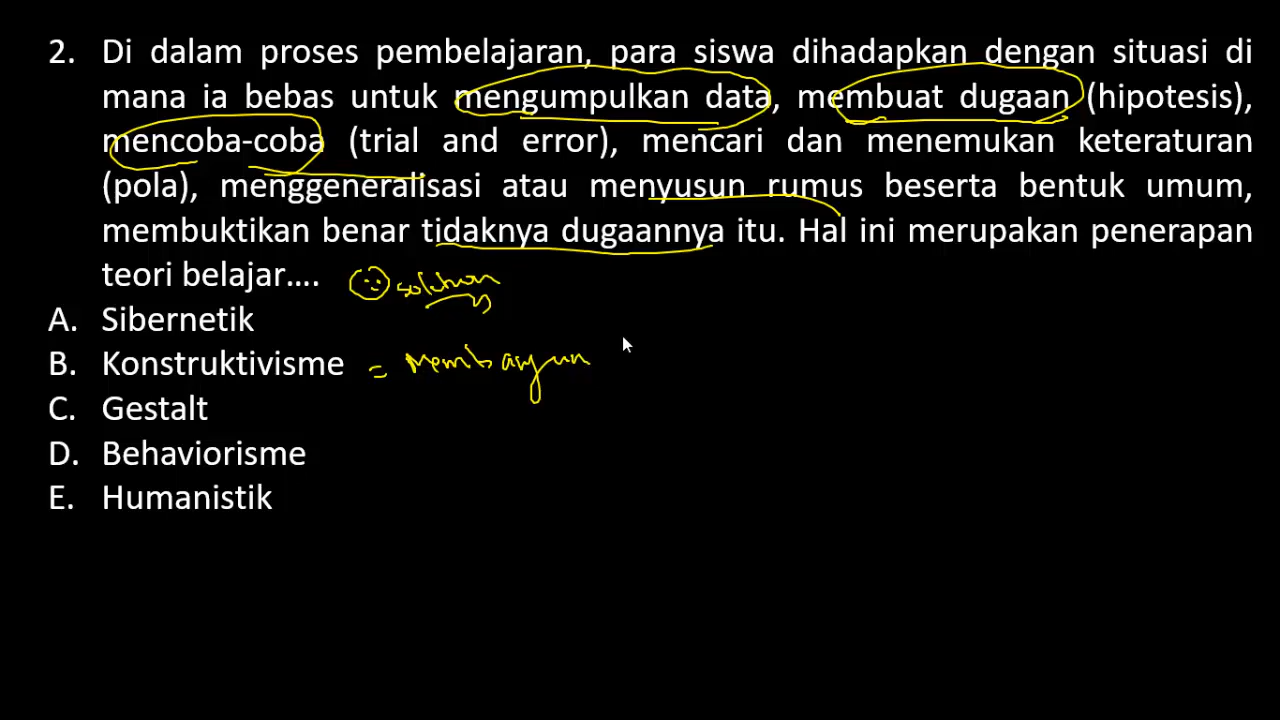 2. Di dalam proses pembelajaran, para siswa dihadapkan dengan situasi di
mana ia bebas untuk mengumpulkan data, membuat dugaan (hipotesis),
mencoba-coba (trial and error), mencari dan menemukan keteraturan
(pola), menggeneralisasi atau menyusun rumus beserta bentuk umum,
membuktikan benar tidaknya dugaannya itu. Hal ini merupakan penerapan
teori belajar.... solution
A. Sibernetik
B. Konstruktivisme = membangun
C. Gestalt
D. Behaviorisme
E. Humanistik